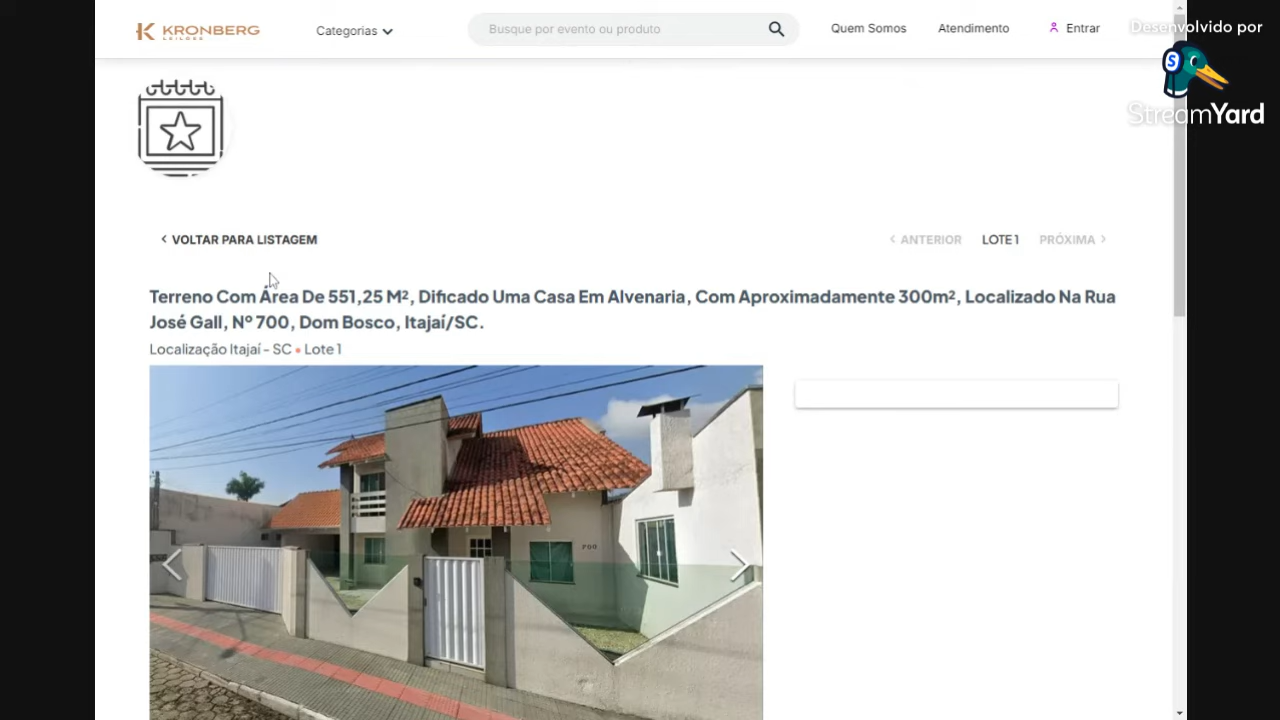 KRONBERG
LEILÕES
Categorias
Busque por evento ou produto
Quem Somos
Atendimento
Entrar
Desenvolvido por
S
StreamYard
VOLTAR PARA LISTAGEM
ANTERIOR
LOTE 1
PRÓXIMA
Terreno Com Área De 551,25 M², Dificado Uma Casa Em Alvenaria, Com Aproximadamente 300m², Localizado Na Rua
José Gall, Nº 700, Dom Bosco, Itajaí/SC.
Localização Itajaí - SC • Lote 1
700